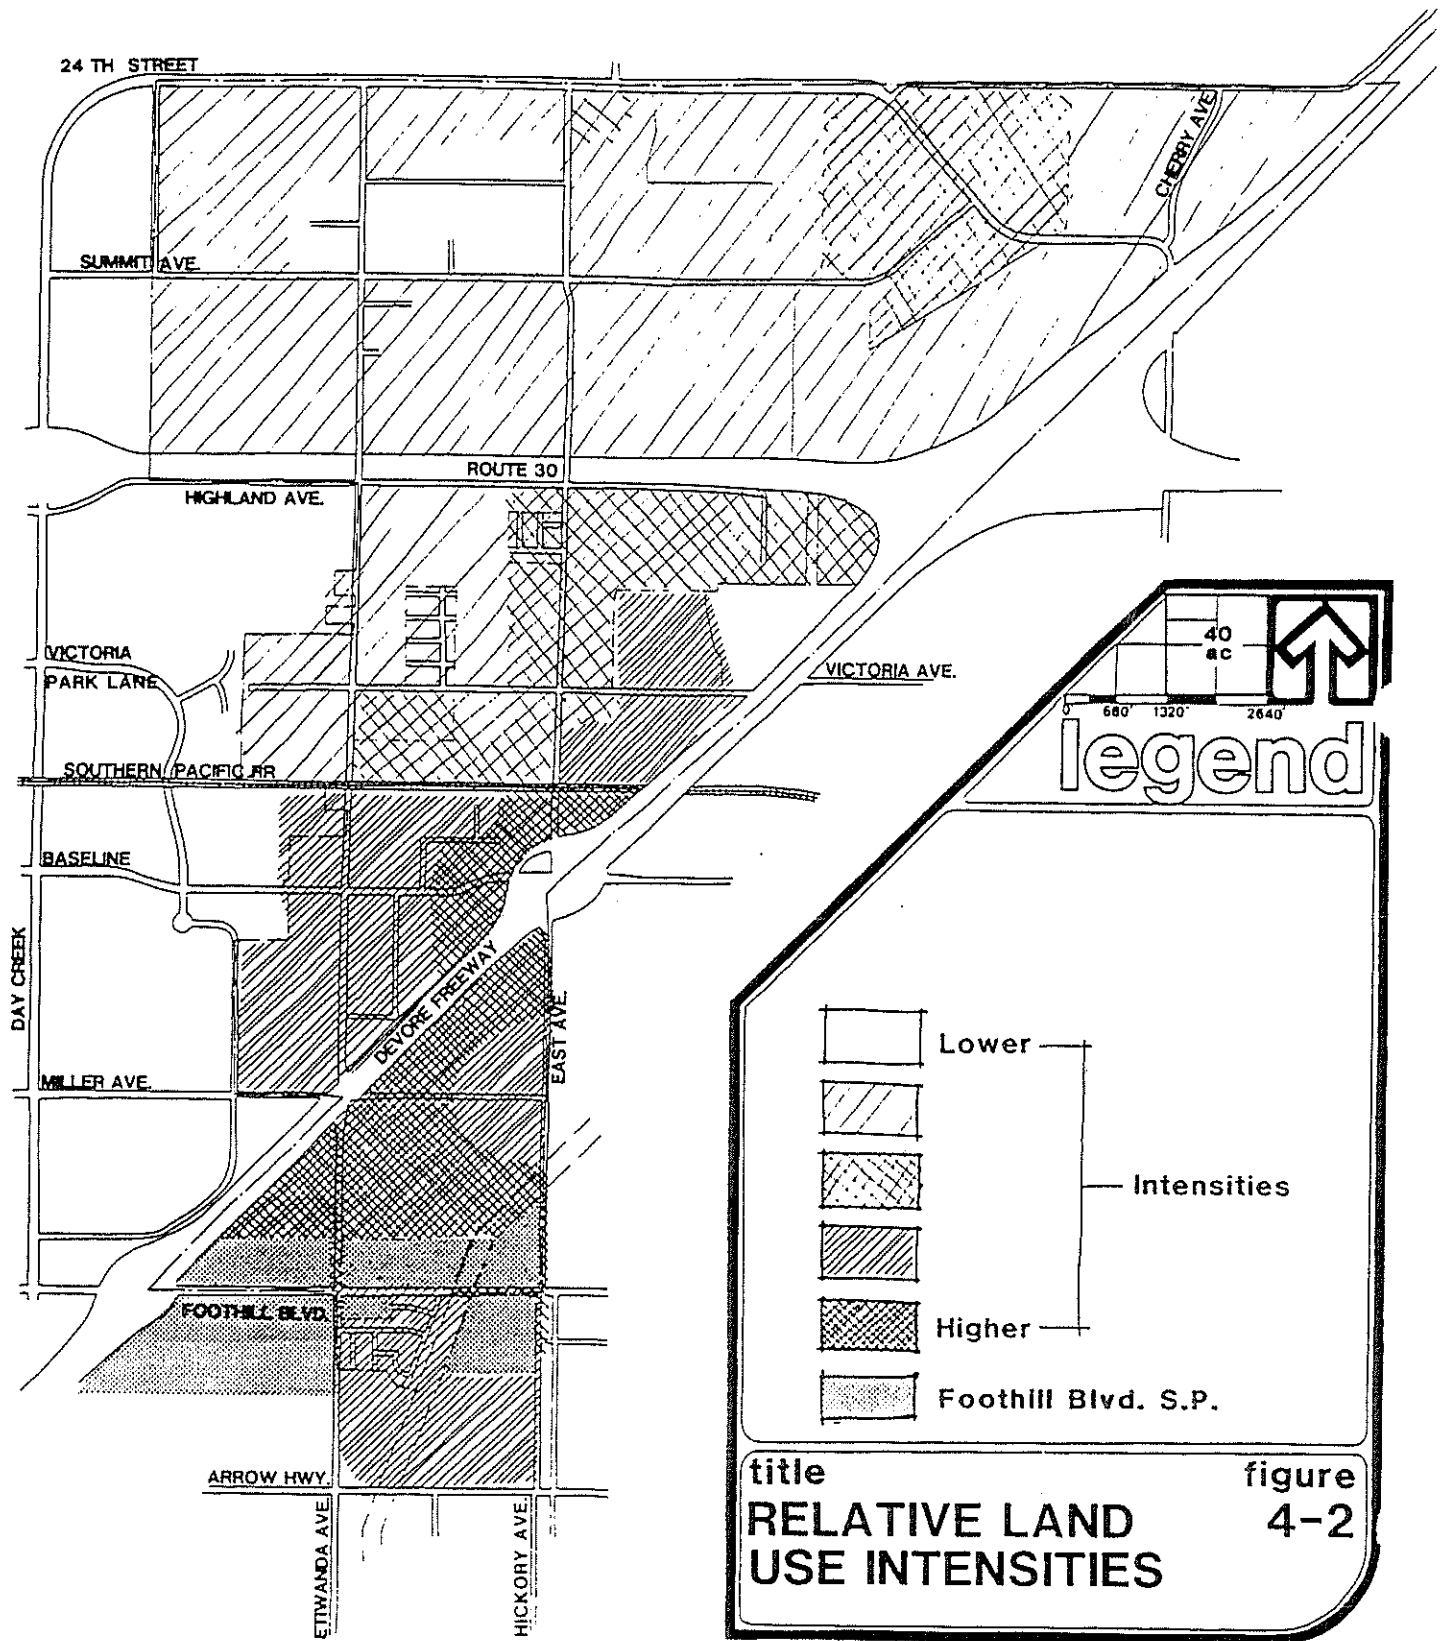 24 TH STREET
CHERRY AVE
SUMMIT AVE.
ROUTE 30
HIGHLAND AVE.
VICTORIA
PARK LANE
VICTORIA AVE.
SOUTHERN PACIFIC RR
BASELINE
DAY CREEK
DEVORE FREEWAY
EAST AVE.
MILLER AVE.
FOOTHILL BLVD.
ARROW HWY.
ETIWANDA AVE.
HICKORY AVE.
40
ac
0 660' 1320' 2640'
legend
Lower
Intensities
Higher
Foothill Blvd. S.P.
title
figure
RELATIVE LAND
4-2
USE INTENSITIES